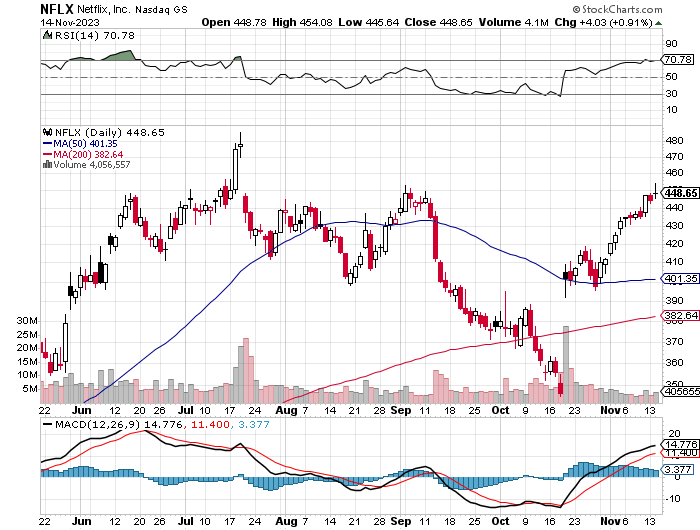 NFLX Netflix, Inc. Nasdaq GS © StockCharts.com
14-Nov-2023 Open 448.78 High 454.08 Low 445.64 Close 448.65 Volume 4.1M Chg +4.03 (+0.91%)
RSI(14) 70.78
90
70.78
50
30
10
NFLX (Daily) 448.65
MA(50) 401.35
MA(200) 382.64
Volume 4,056,557
480
470
460
448.65
440
430
420
410
401.35
382.64
370
360
350
4056557
30M
25M
20M
15M
10M
5M
22 Jun 12 20 26 Jul 10 17 24 Aug 7 14 21 28 Sep 11 18 25 Oct 9 16 23 Nov 6 13
MACD(12,26,9) 14.776, 11.400, 3.377
20
14.776
11.400
3.377
-10
22 Jun 12 20 26 Jul 10 17 24 Aug 7 14 21 28 Sep 11 18 25 Oct 9 16 23 Nov 6 13